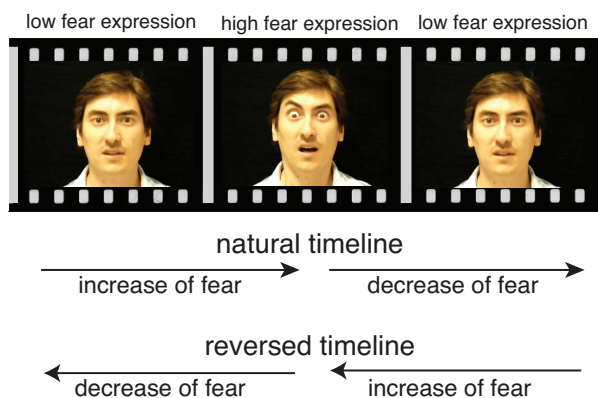 low fear expression high fear expression low fear expression
natural timeline
increase of fear decrease of fear
reversed timeline
decrease of fear increase of fear